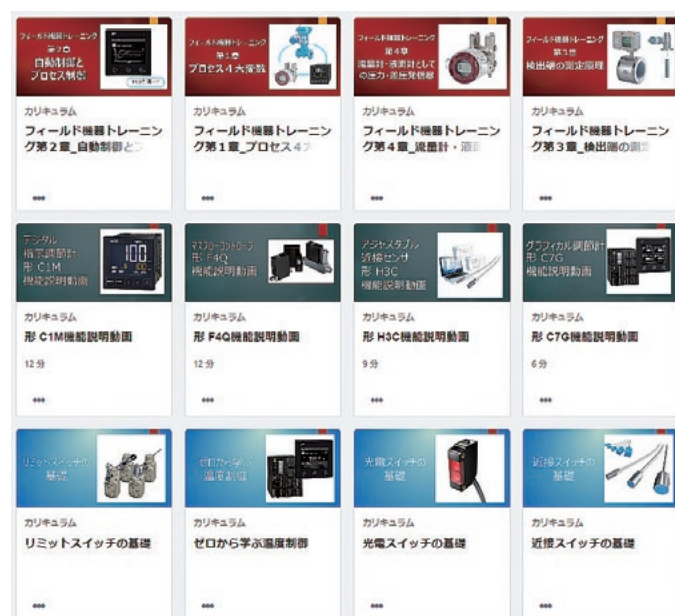 フィールド機器トレーニング
第2章
自動制御と
プロセス制御
カリキュラム
フィールド機器トレーニン
グ第2章_自動制御とプ
フィールド機器トレーニング
第1章
プロセス4大変数
カリキュラム
フィールド機器トレーニン
グ第1章_プロセス4大
フィールド機器トレーニング
第4章
流量計・液面計として
の圧力・差圧発信器
カリキュラム
フィールド機器トレーニン
グ第4章_流量計・液面
フィールド機器トレーニング
第3章
検出端の測定原理
カリキュラム
フィールド機器トレーニン
グ第3章_検出端の測定
デジタル
指示調節計
形 C1M
機能説明動画
カリキュラム
形 C1M機能説明動画
12 分
マスフローコントローラ
形 F4Q
機能説明動画
カリキュラム
形 F4Q機能説明動画
12 分
アジャスタブル
近接センサ
形 H3C
機能説明動画
カリキュラム
形 H3C機能説明動画
9 分
グラフィカル調節計
形 C7G
機能説明動画
カリキュラム
形 C7G機能説明動画
6 分
リミットスイッチの
基礎
カリキュラム
リミットスイッチの基礎
ゼロから学ぶ
温度制御
カリキュラム
ゼロから学ぶ温度制御
光電スイッチの
基礎
カリキュラム
光電スイッチの基礎
近接スイッチの
基礎
カリキュラム
近接スイッチの基礎